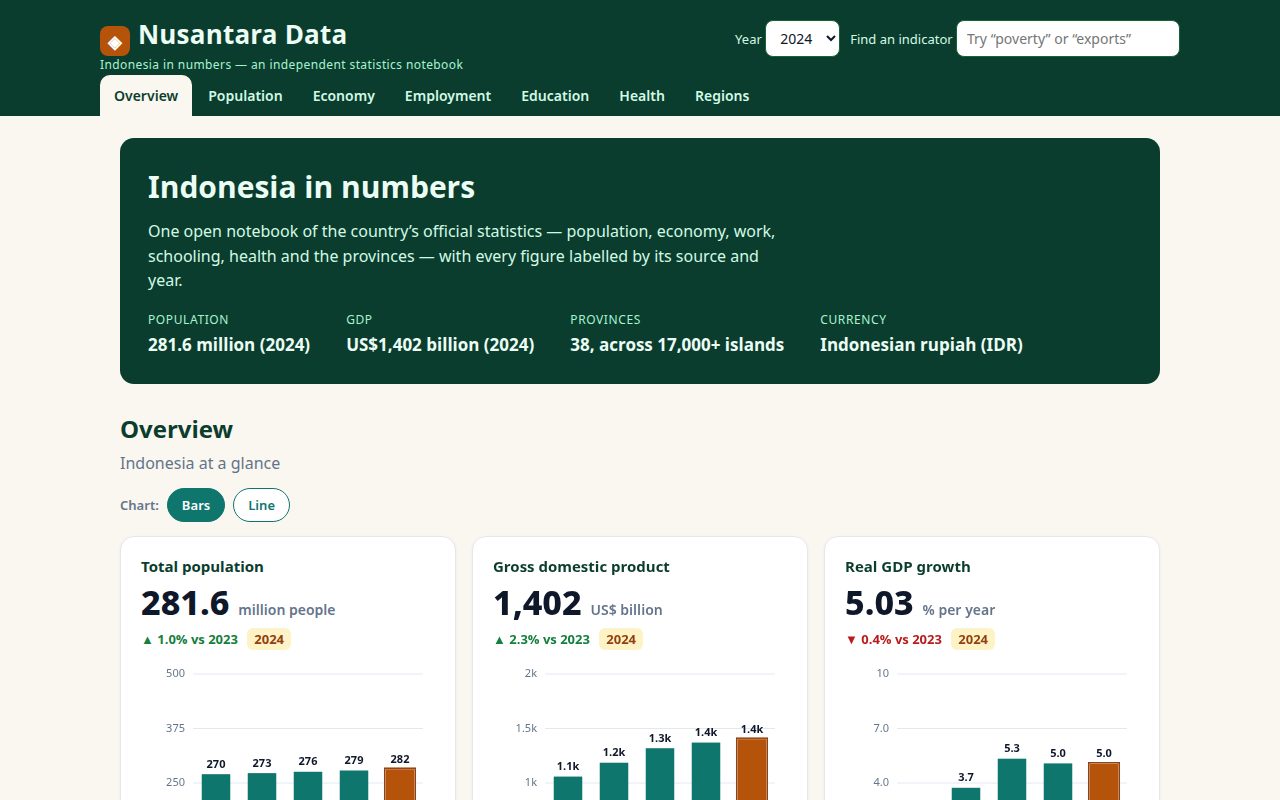 ◈ Nusantara Data
Indonesia in numbers — an independent statistics notebook
Year 2024 Find an indicator Try “poverty” or “exports”
Overview Population Economy Employment Education Health Regions
Indonesia in numbers
One open notebook of the country’s official statistics — population, economy, work,
schooling, health and the provinces — with every figure labelled by its source and
year.
POPULATION GDP PROVINCES CURRENCY
281.6 million (2024) US$1,402 billion (2024) 38, across 17,000+ islands Indonesian rupiah (IDR)
Overview
Indonesia at a glance
Chart: Bars Line
Total population
281.6 million people
▲ 1.0% vs 2023 2024
500
375
250
270 273 276 279 282
Gross domestic product
1,402 US$ billion
▲ 2.3% vs 2023 2024
2k
1.5k
1k
1.1k 1.2k 1.3k 1.4k 1.4k
Real GDP growth
5.03 % per year
▼ 0.4% vs 2023 2024
10
7.0
4.0
3.7 5.3 5.0 5.0